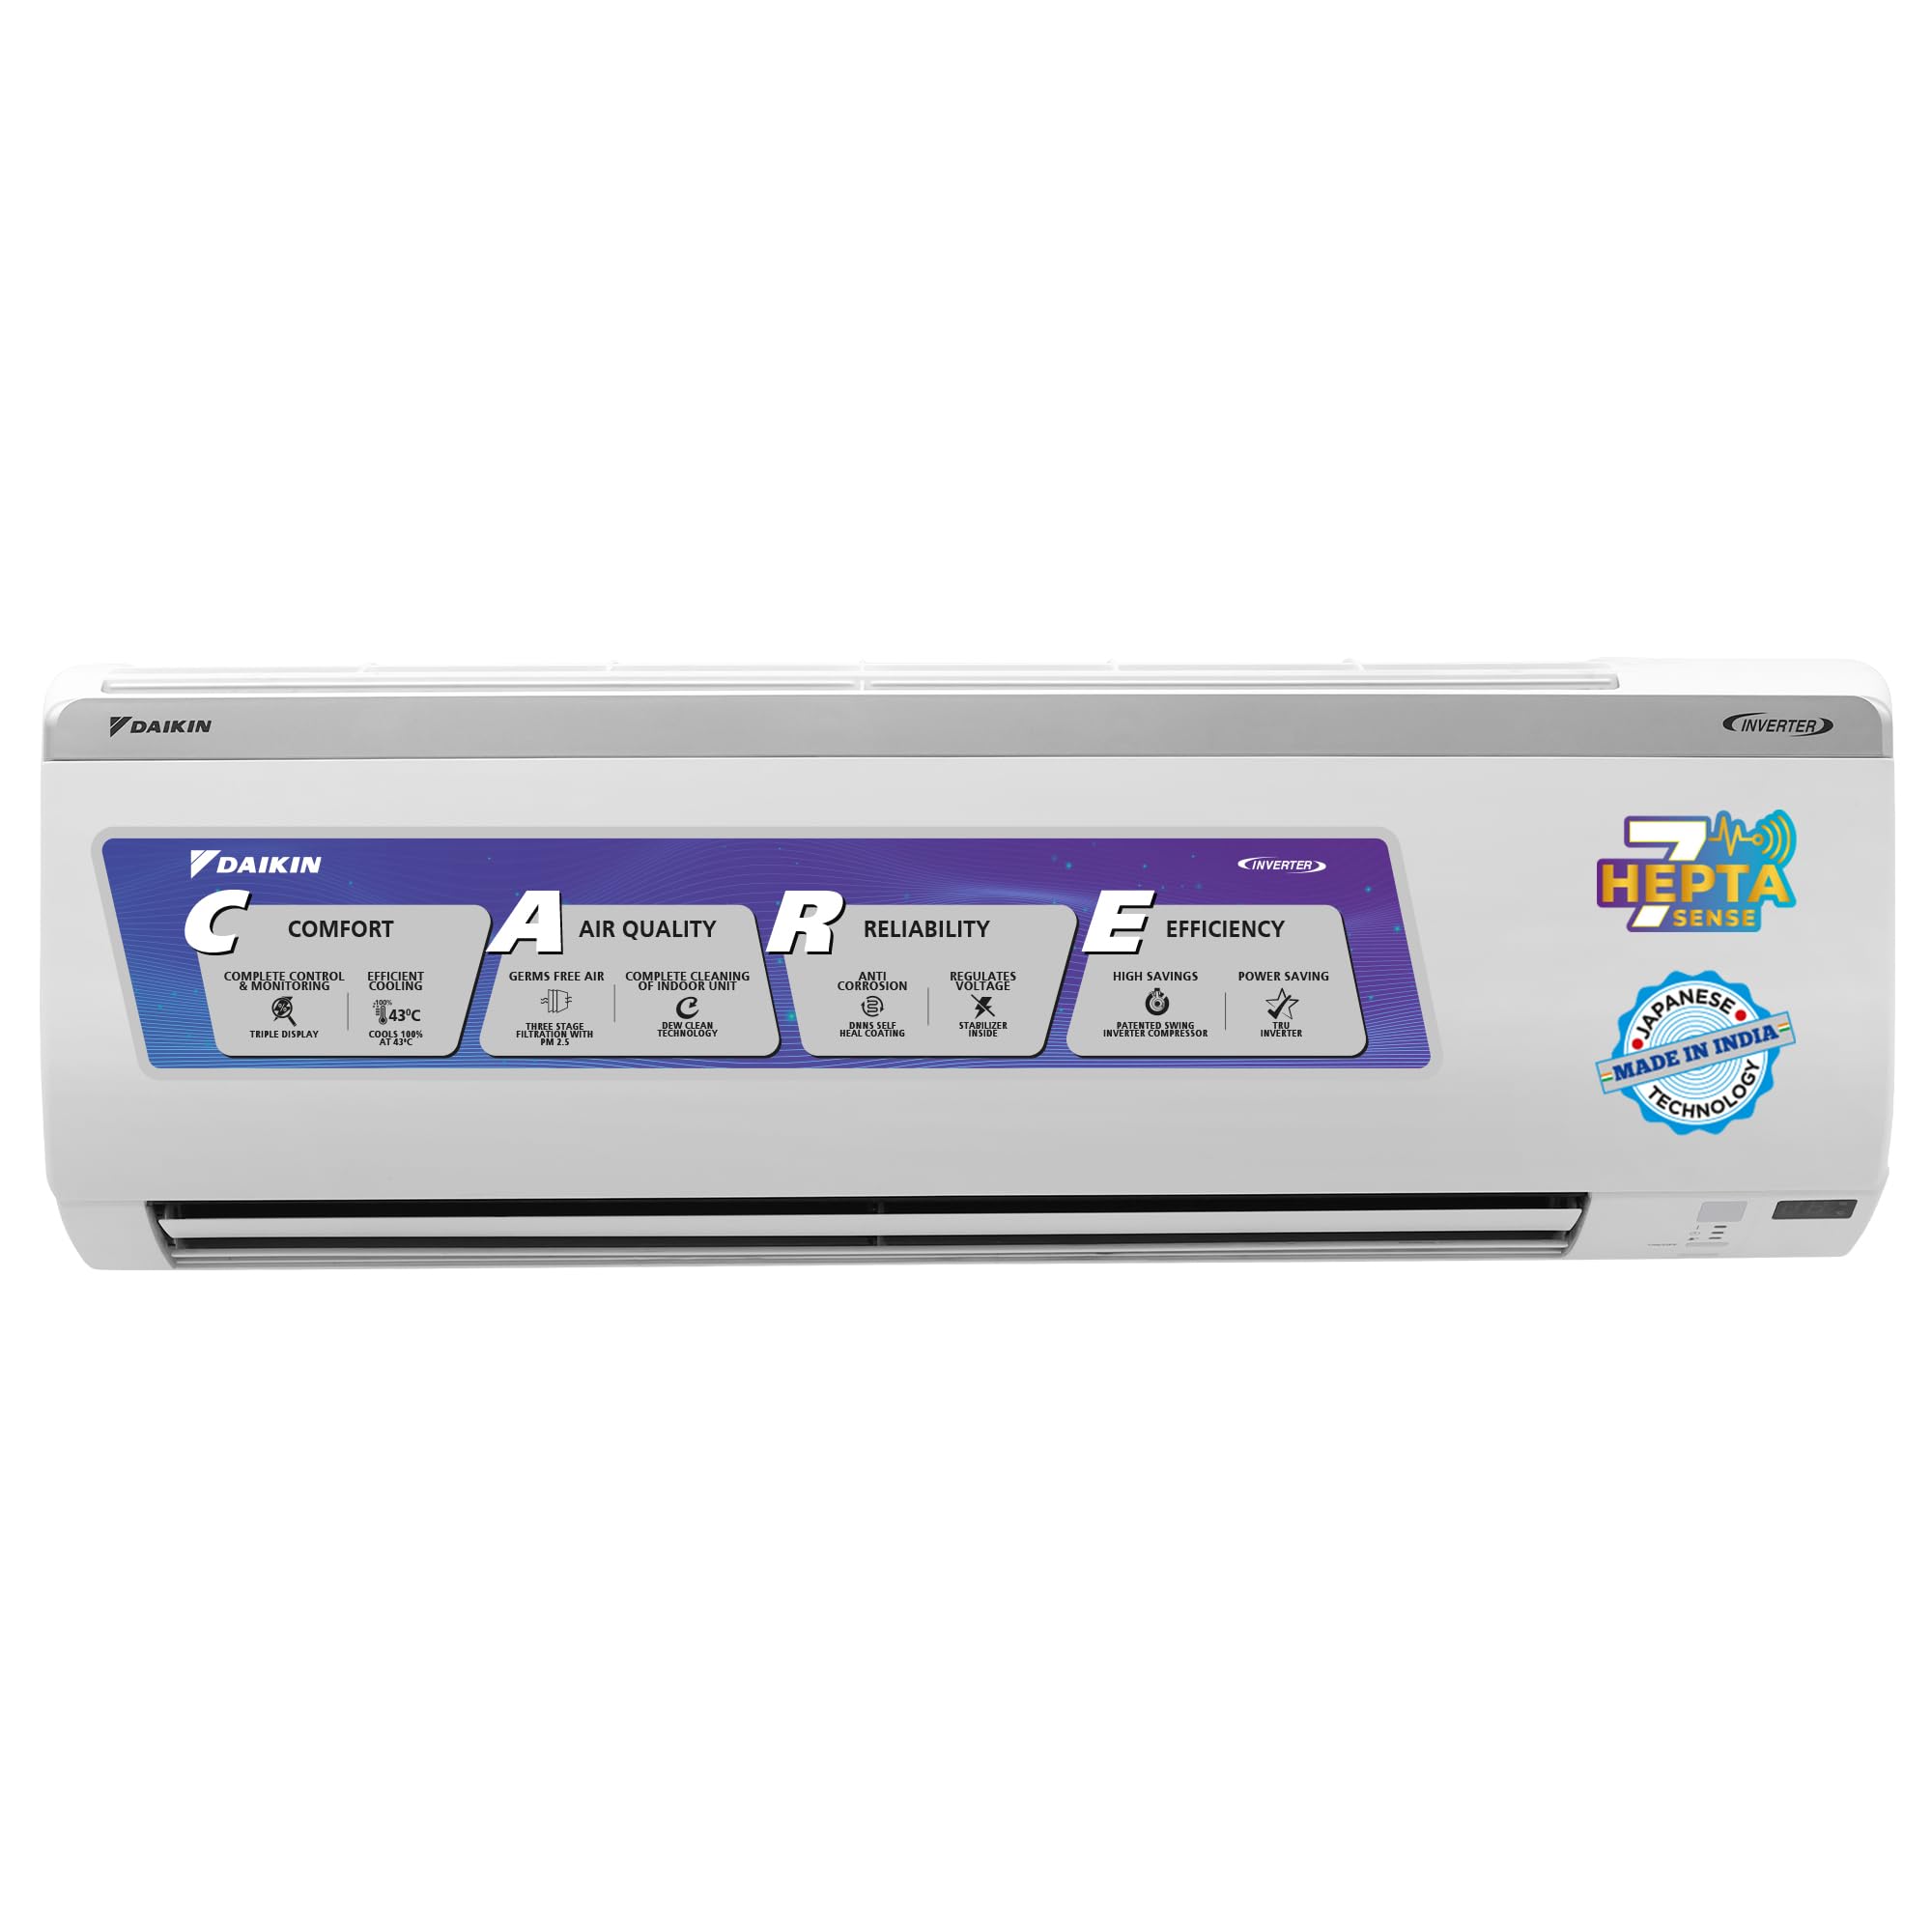 DAIKIN
INVERTER
DAIKIN
INVERTER
C
COMFORT
COMPLETE CONTROL
& MONITORING
TRIPLE DISPLAY
EFFICIENT
COOLING
100%
43°C
COOLS 100%
AT 43°C
A
AIR QUALITY
GERMS FREE AIR
THREE STAGE
FILTRATION WITH
PM 2.5
COMPLETE CLEANING
OF INDOOR UNIT
DEW CLEAN
TECHNOLOGY
R
RELIABILITY
ANTI
CORROSION
DNNS SELF
HEAL COATING
REGULATES
VOLTAGE
STABILIZER
INSIDE
E
EFFICIENCY
HIGH SAVINGS
PATENTED SWING
INVERTER COMPRESSOR
POWER SAVING
TRU
INVERTER
7
HEPTA
SENSE
JAPANESE
MADE IN INDIA
TECHNOLOGY